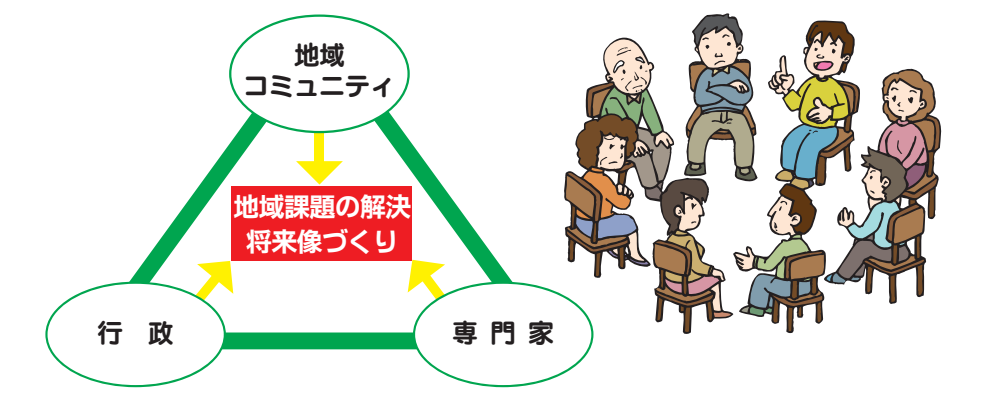 地域
コミュニティ
地域課題の解決
将来像づくり
行 政
専 門 家